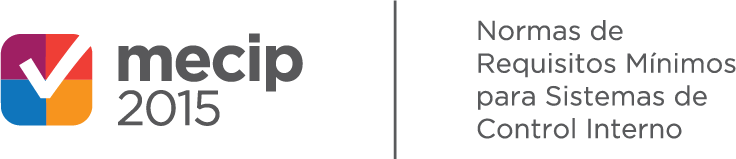 mecip
2015
Normas de
Requisitos Mínimos
para Sistemas de
Control Interno